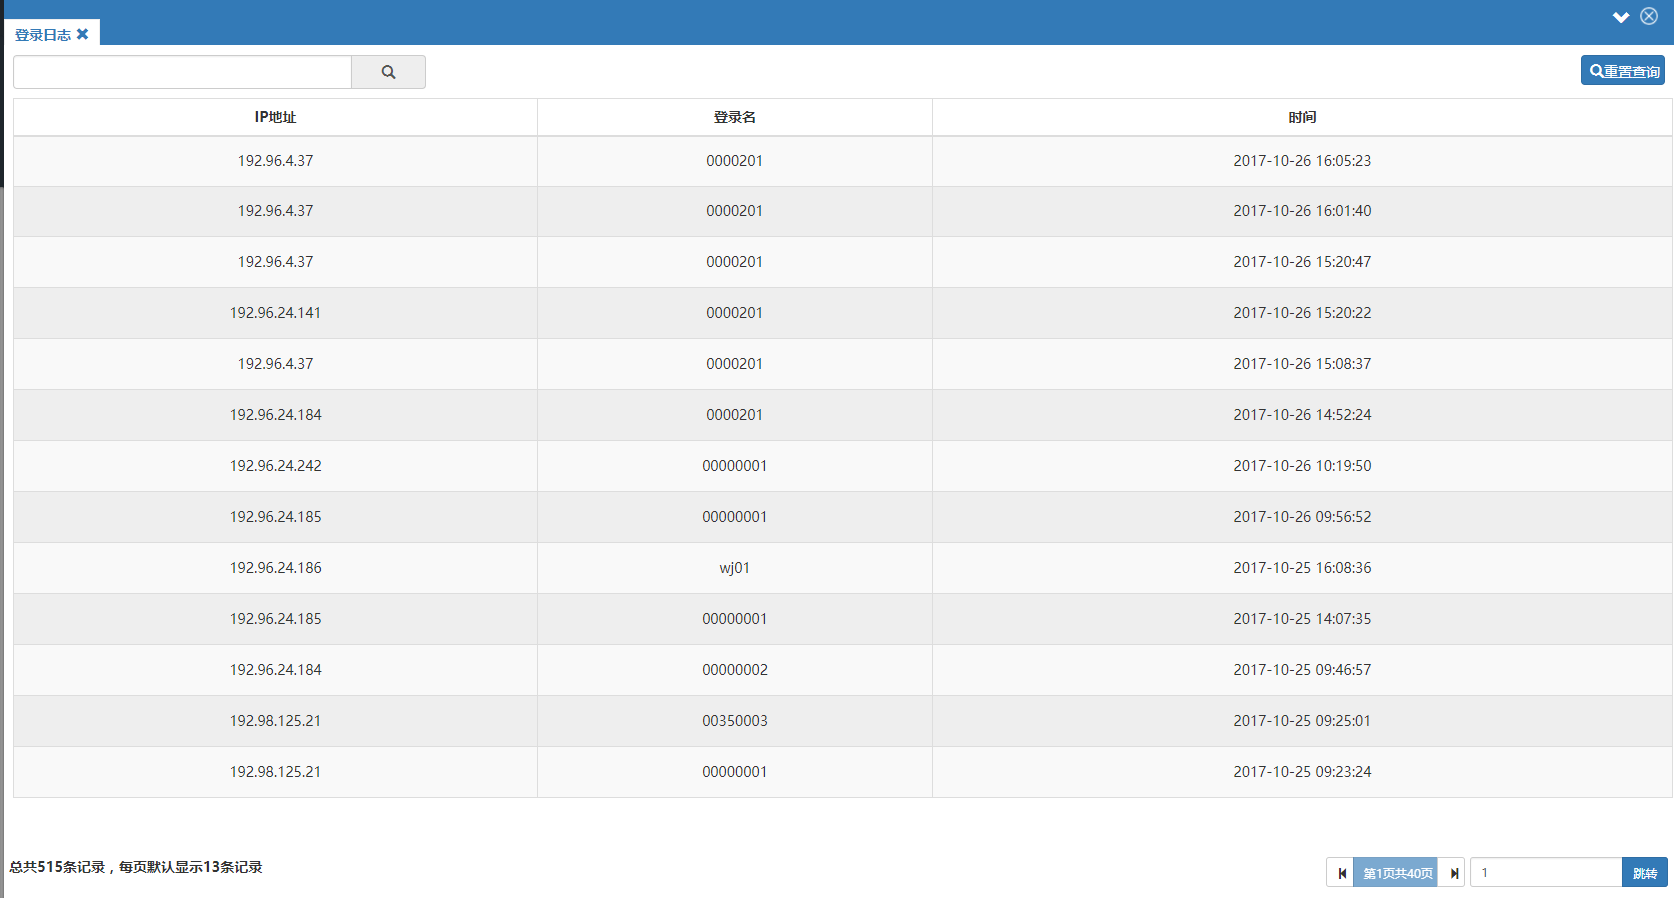 登录日志
重置查询
IP地址 登录名 时间
192.96.4.37 0000201 2017-10-26 16:05:23
192.96.4.37 0000201 2017-10-26 16:01:40
192.96.4.37 0000201 2017-10-26 15:20:47
192.96.24.141 0000201 2017-10-26 15:20:22
192.96.4.37 0000201 2017-10-26 15:08:37
192.96.24.184 0000201 2017-10-26 14:52:24
192.96.24.242 00000001 2017-10-26 10:19:50
192.96.24.185 00000001 2017-10-26 09:56:52
192.96.24.186 wj01 2017-10-25 16:08:36
192.96.24.185 00000001 2017-10-25 14:07:35
192.96.24.184 00000002 2017-10-25 09:46:57
192.98.125.21 00350003 2017-10-25 09:25:01
192.98.125.21 00000001 2017-10-25 09:23:24
总共515条记录，每页默认显示13条记录 第1页共40页 1 跳转